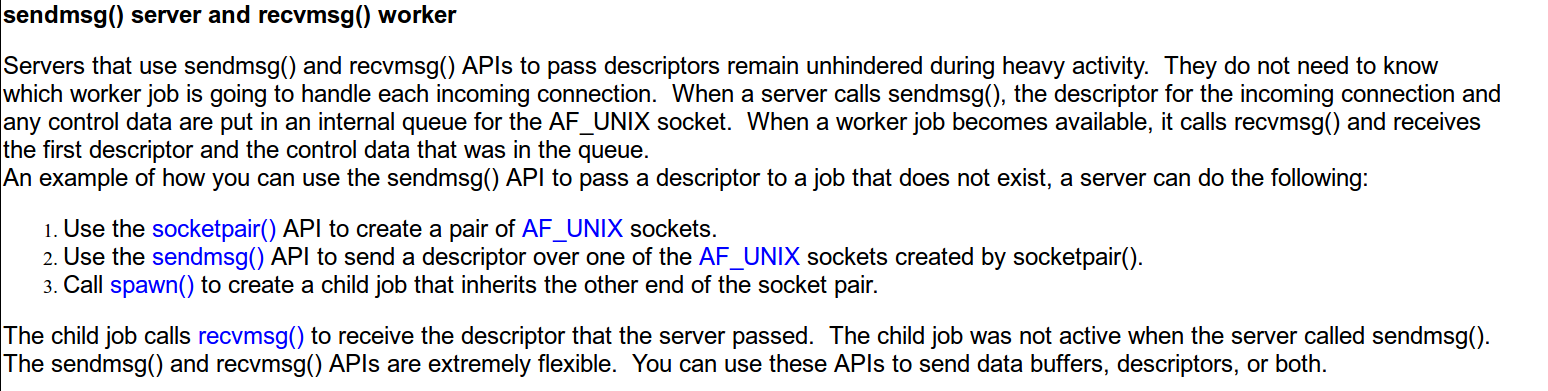 sendmsg() server and recvmsg() worker
Servers that use sendmsg() and recvmsg() APIs to pass descriptors remain unhindered during heavy activity.  They do not need to know
which worker job is going to handle each incoming connection.  When a server calls sendmsg(), the descriptor for the incoming connection and
any control data are put in an internal queue for the AF_UNIX socket.  When a worker job becomes available, it calls recvmsg() and receives
the first descriptor and the control data that was in the queue.
An example of how you can use the sendmsg() API to pass a descriptor to a job that does not exist, a server can do the following:
1. Use the socketpair() API to create a pair of AF_UNIX sockets.
2. Use the sendmsg() API to send a descriptor over one of the AF_UNIX sockets created by socketpair().
3. Call spawn() to create a child job that inherits the other end of the socket pair.
The child job calls recvmsg() to receive the descriptor that the server passed.  The child job was not active when the server called sendmsg().
The sendmsg() and recvmsg() APIs are extremely flexible.  You can use these APIs to send data buffers, descriptors, or both.